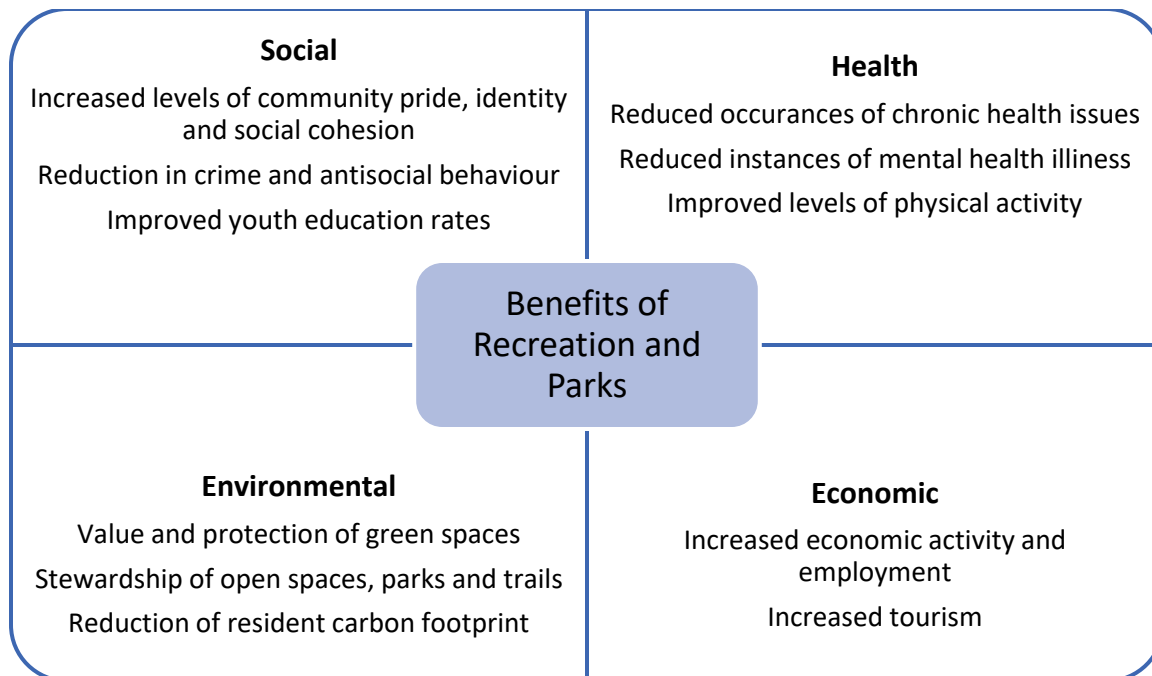 Social
Increased levels of community pride, identity
and social cohesion
Reduction in crime and antisocial behaviour
Improved youth education rates
Health
Reduced occurances of chronic health issues
Reduced instances of mental health illiness
Improved levels of physical activity
Benefits of
Recreation and
Parks
Environmental
Value and protection of green spaces
Stewardship of open spaces, parks and trails
Reduction of resident carbon footprint
Economic
Increased economic activity and
employment
Increased tourism